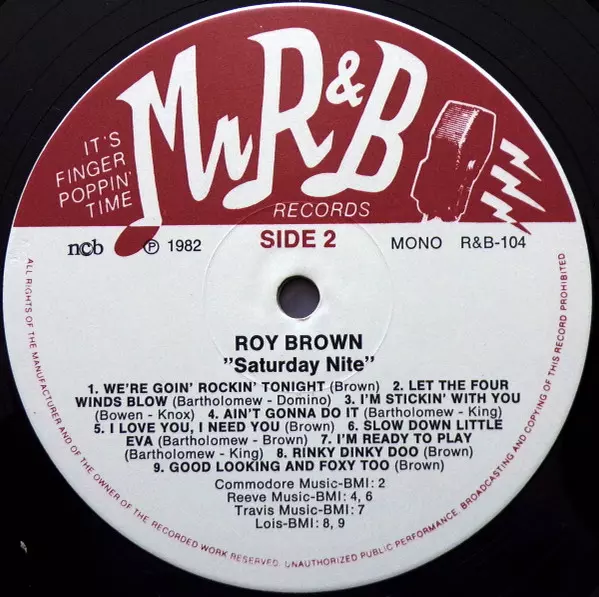 IT'S
FINGER
POPPIN'
TIME
Mr R&B
RECORDS
ncb ℗ 1982
SIDE 2
MONO R&B-104
ROY BROWN
"Saturday Nite"
1. WE'RE GOIN' ROCKIN' TONIGHT (Brown) 2. LET THE FOUR
WINDS BLOW (Bartholomew - Domino) 3. I'M STICKIN' WITH YOU
(Bowen - Knox) 4. AIN'T GONNA DO IT (Bartholomew - King)
5. I LOVE YOU, I NEED YOU (Brown) 6. SLOW DOWN LITTLE
EVA (Bartholomew - Brown) 7. I'M READY TO PLAY
(Bartholomew - King) 8. RINKY DINKY DOO (Brown)
9. GOOD LOOKING AND FOXY TOO (Brown)
Commodore Music-BMI: 2
Reeve Music-BMI: 4, 6
Travis Music-BMI: 7
Lois-BMI: 8, 9
ALL RIGHTS OF THE MANUFACTURER AND OF THE OWNER OF THE RECORDED WORK RESERVED. UNAUTHORIZED PUBLIC PERFORMANCE, BROADCASTING AND COPYING OF THIS RECORD PROHIBITED